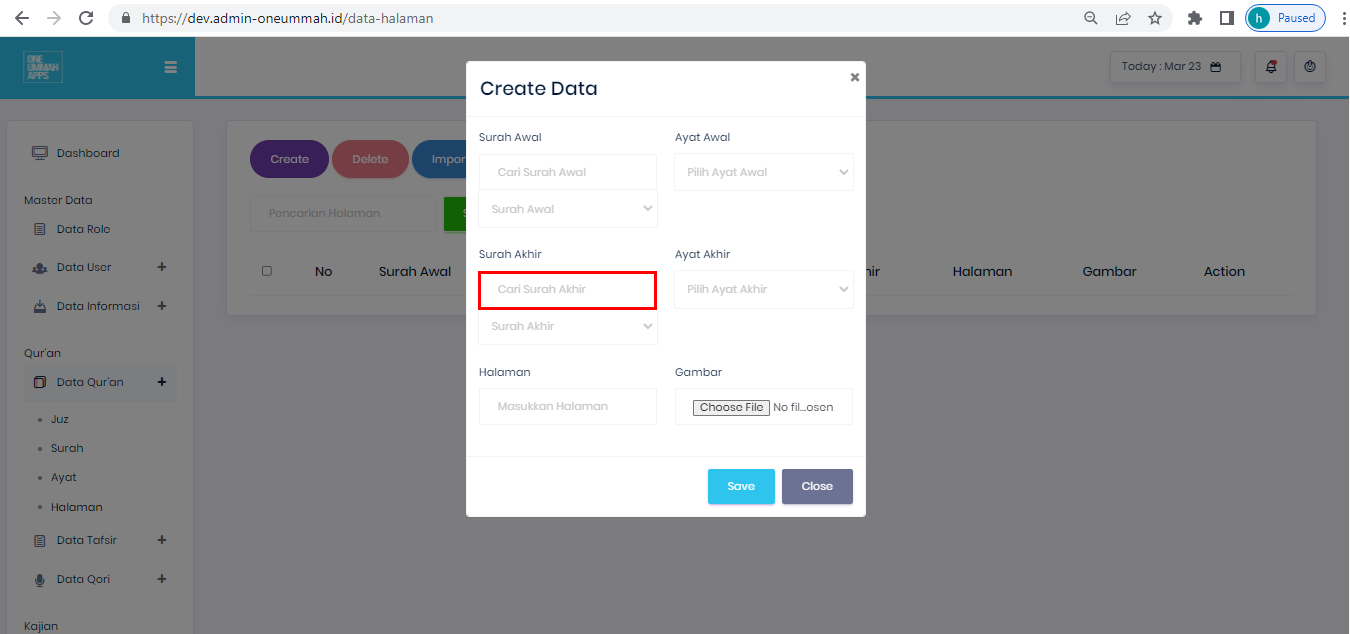 https://dev.admin-oneummah.id/data-halaman
h Paused
ONE
UMMAH
APPS
Today : Mar 23
Create Data
Dashboard
Master Data
Data Role
Data User
Data Informasi
Qur'an
Data Qur'an
Juz
Surah
Ayat
Halaman
Data Tafsir
Data Qori
Kajian
Create Delete Impor
Pencarian Halaman S
No Surah Awal hir Halaman Gambar Action
Surah Awal Ayat Awal
Cari Surah Awal Pilih Ayat Awal
Surah Awal
Surah Akhir Ayat Akhir
Cari Surah Akhir Pilih Ayat Akhir
Surah Akhir
Halaman Gambar
Masukkan Halaman Choose File No fil...osen
Save Close